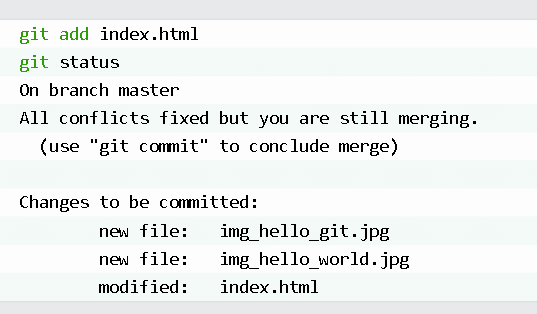 git add index.html
git status
On branch master
All conflicts fixed but you are still merging.
  (use "git commit" to conclude merge)

Changes to be committed:
        new file:   img_hello_git.jpg
        new file:   img_hello_world.jpg
        modified:   index.html